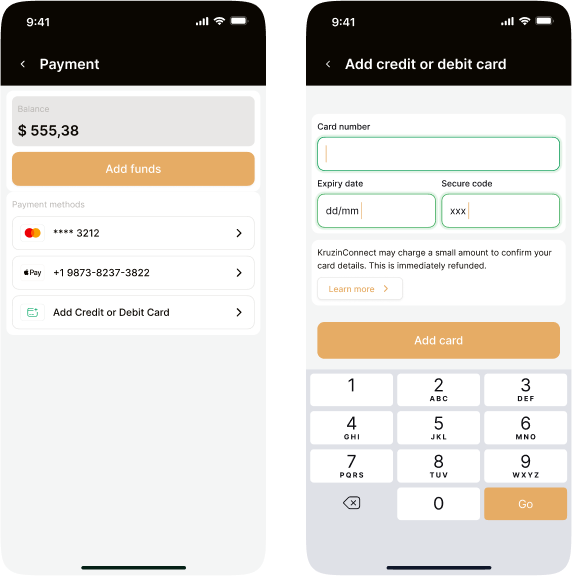 9:41
Payment
Balance
$ 555,38
Add funds
Payment methods
**** 3212
Pay
+1 9873-8237-3822
Add Credit or Debit Card
9:41
Add credit or debit card
Card number
Expiry date
Secure code
dd/mm
xxx
KruzinConnect may charge a small amount to confirm your
card details. This is immediately refunded.
Learn more
Add card
1
2
ABC
3
DEF
4
GHI
5
JKL
6
MNO
7
PQRS
8
TUV
9
WXYZ
0
Go